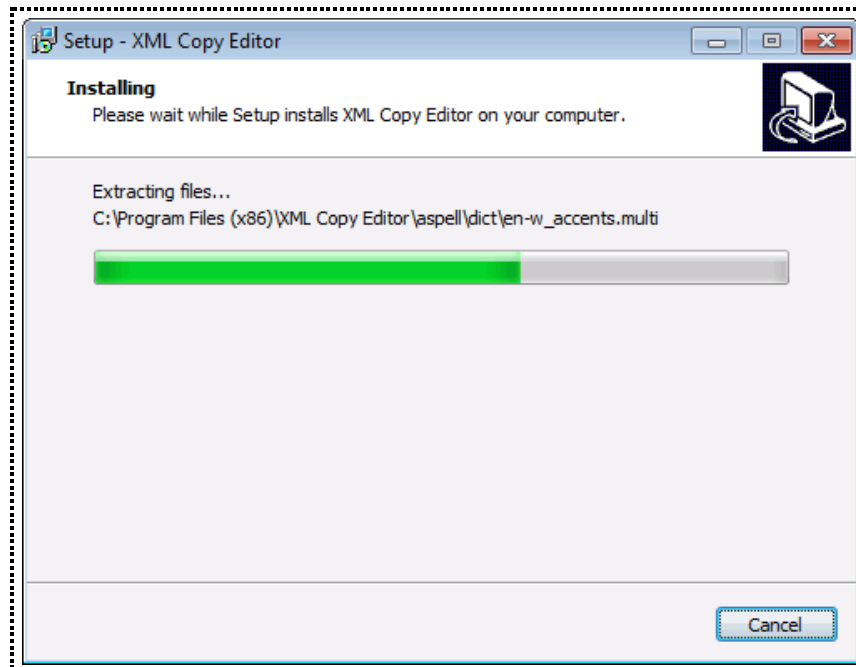 Setup - XML Copy Editor
Installing
Please wait while Setup installs XML Copy Editor on your computer.
Extracting files...
C:\Program Files (x86)\XML Copy Editor\aspell\dict\en-w_accents.multi
Cancel